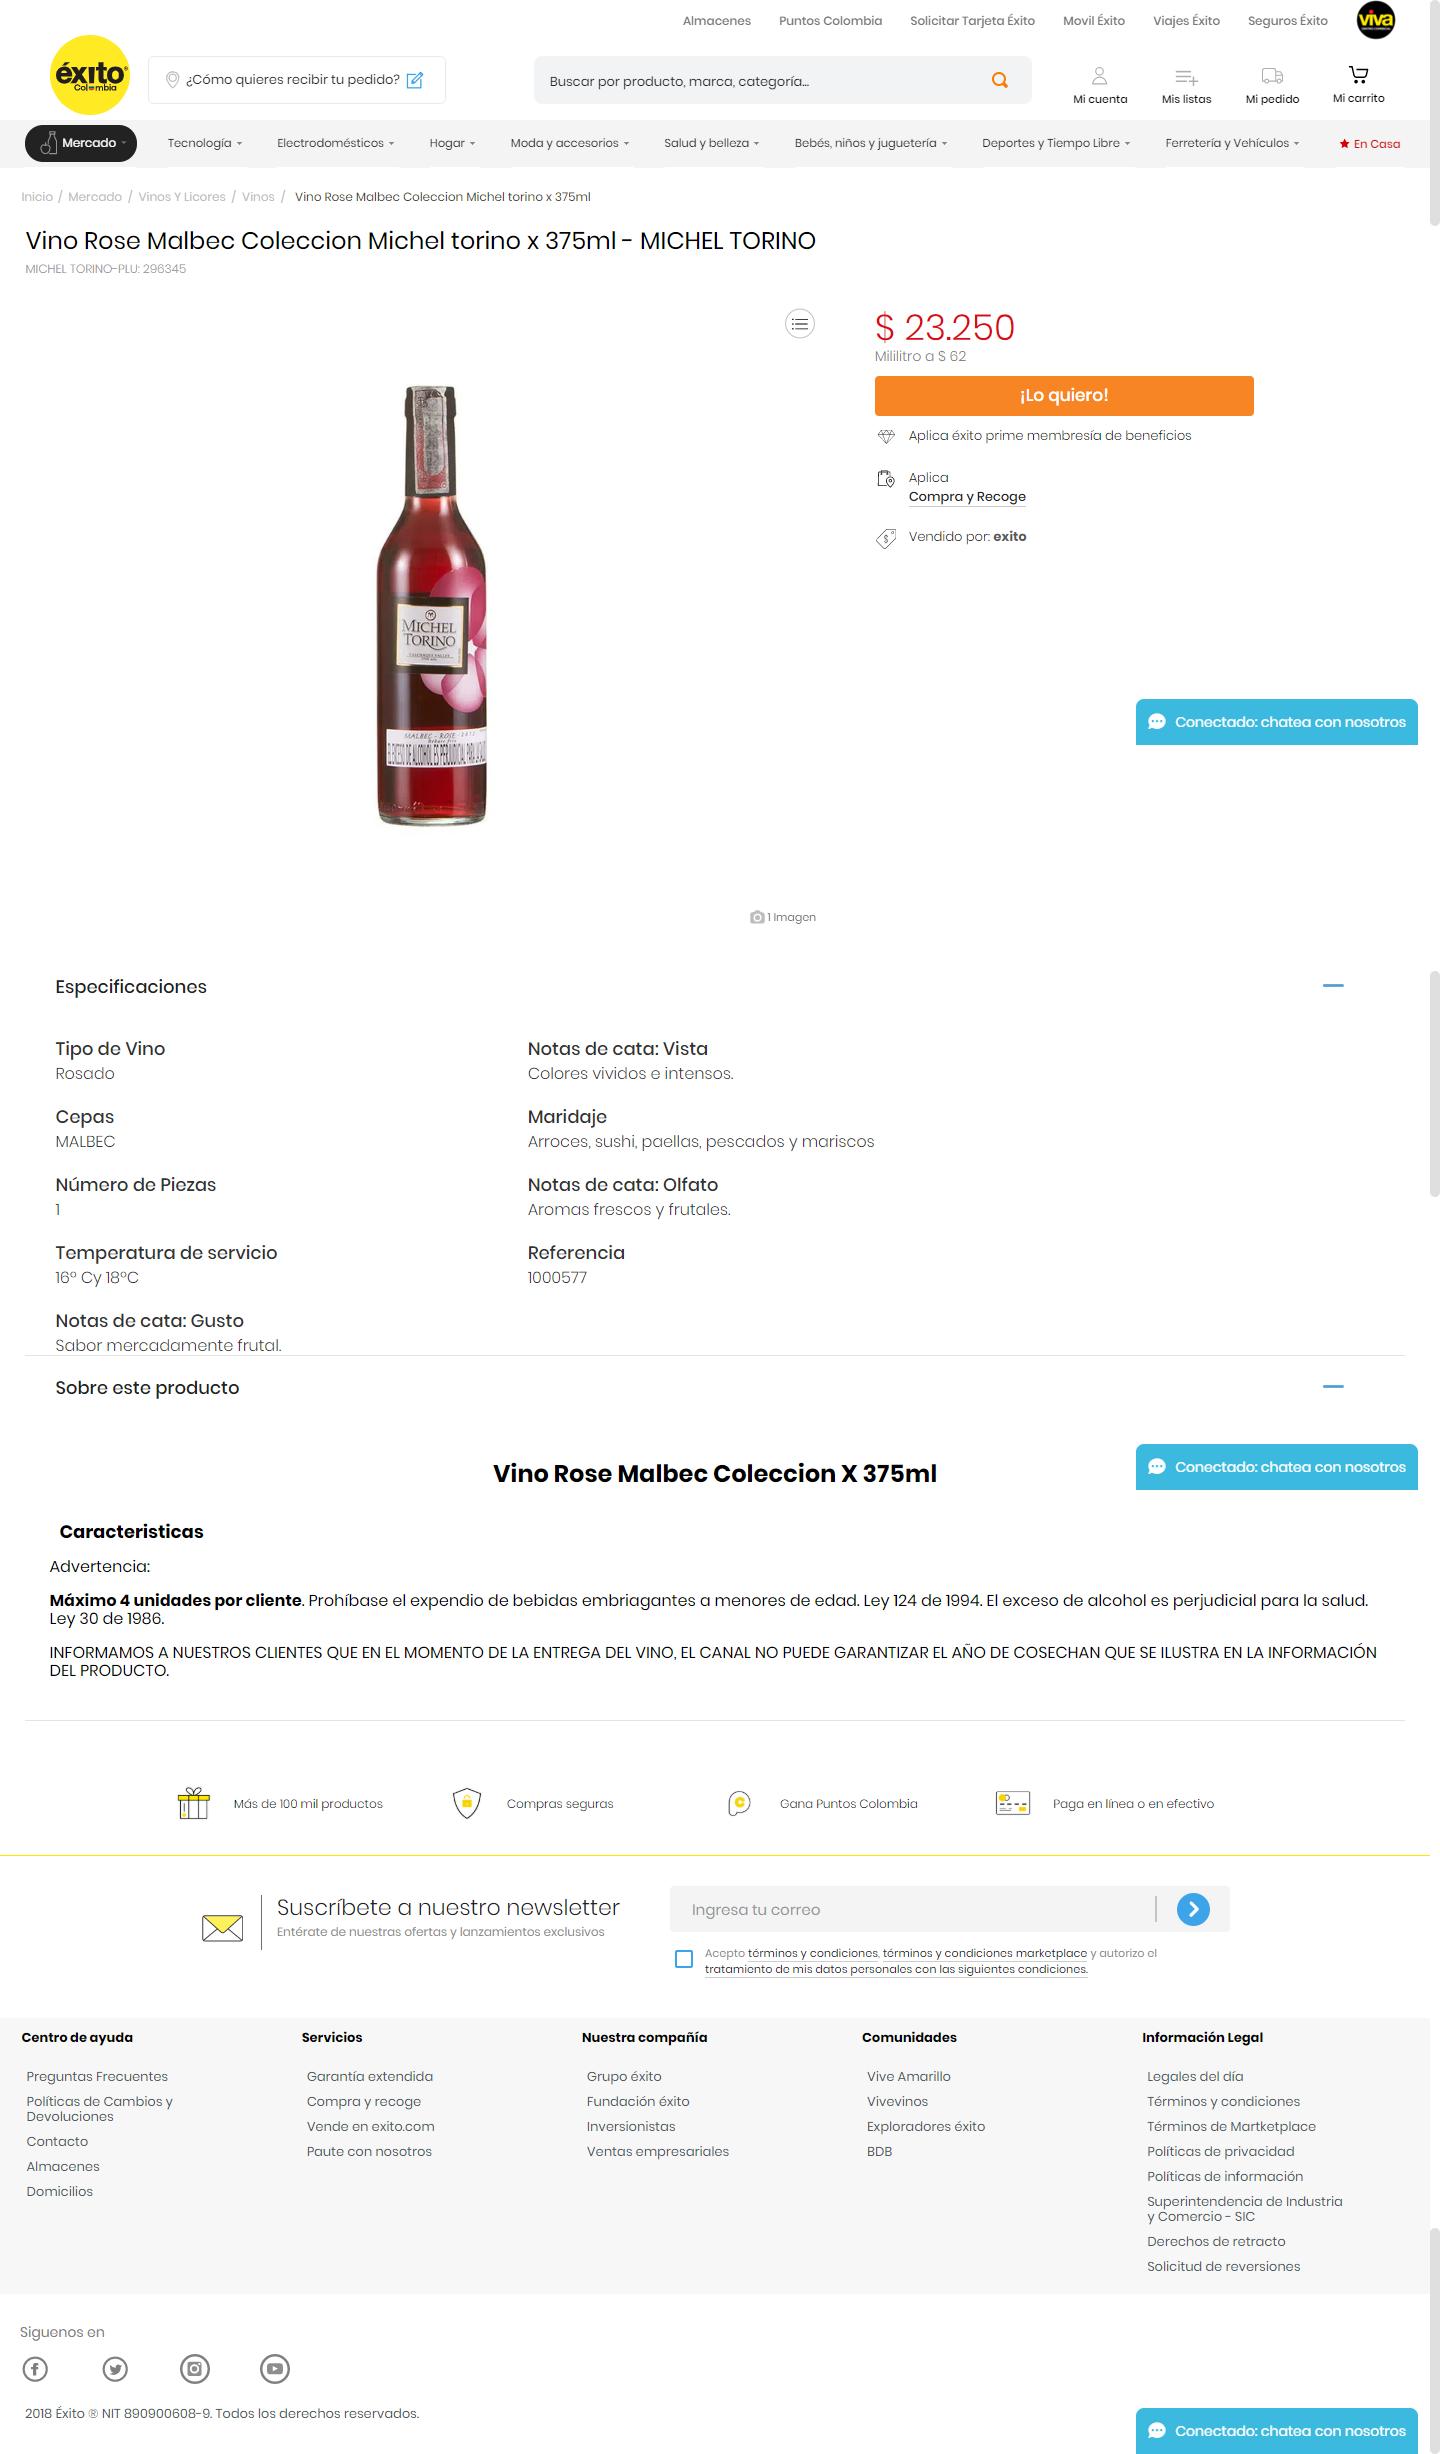 Almacenes Puntos Colombia Solicitar Tarjeta Éxito Movil Éxito Viajes Éxito Seguros Éxito viva
éxito
Colombia
¿Cómo quieres recibir tu pedido?
Buscar por producto, marca, categoría...
Mi cuenta Mis listas Mi pedido Mi carrito
Mercado Tecnología Electrodomésticos Hogar Moda y accesorios Salud y belleza Bebés, niños y juguetería Deportes y Tiempo Libre Ferretería y Vehículos En Casa
Inicio / Mercado / Vinos Y Licores / Vinos / Vino Rose Malbec Coleccion Michel torino x 375ml
Vino Rose Malbec Coleccion Michel torino x 375ml - MICHEL TORINO
MICHEL TORINO-PLU: 296345
$ 23.250
Mililitro a $ 62
¡Lo quiero!
Aplica éxito prime membresía de beneficios
Aplica
Compra y Recoge
Vendido por: exito
MICHEL
TORINO
MALBEC - ROSE - 2012
EL EXCESO DE ALCOHOL ES PERJUDICIAL PARA LA
Conectado: chatea con nosotros
1 Imagen
Especificaciones
Tipo de Vino
Rosado
Notas de cata: Vista
Colores vividos e intensos.
Cepas
MALBEC
Maridaje
Arroces, sushi, paellas, pescados y mariscos
Número de Piezas
1
Notas de cata: Olfato
Aromas frescos y frutales.
Temperatura de servicio
16° Cy 18°C
Referencia
1000577
Notas de cata: Gusto
Sabor mercadamente frutal.
Sobre este producto
Conectado: chatea con nosotros
Vino Rose Malbec Coleccion X 375ml
Caracteristicas
Advertencia:
Máximo 4 unidades por cliente. Prohíbase el expendio de bebidas embriagantes a menores de edad. Ley 124 de 1994. El exceso de alcohol es perjudicial para la salud.
Ley 30 de 1986.
INFORMAMOS A NUESTROS CLIENTES QUE EN EL MOMENTO DE LA ENTREGA DEL VINO, EL CANAL NO PUEDE GARANTIZAR EL AÑO DE COSECHAN QUE SE ILUSTRA EN LA INFORMACIÓN
DEL PRODUCTO.
Más de 100 mil productos Compras seguras Gana Puntos Colombia Paga en línea o en efectivo
Suscríbete a nuestro newsletter
Entérate de nuestras ofertas y lanzamientos exclusivos
Ingresa tu correo
Acepto términos y condiciones, términos y condiciones marketplace y autorizo el
tratamiento de mis datos personales con las siguientes condiciones.
Centro de ayuda
Preguntas Frecuentes
Políticas de Cambios y
Devoluciones
Contacto
Almacenes
Domicilios
Servicios
Garantía extendida
Compra y recoge
Vende en exito.com
Paute con nosotros
Nuestra compañía
Grupo éxito
Fundación éxito
Inversionistas
Ventas empresariales
Comunidades
Vive Amarillo
Vivevinos
Exploradores éxito
BDB
Información Legal
Legales del día
Términos y condiciones
Términos de Martketplace
Políticas de privacidad
Políticas de información
Superintendencia de Industria
y Comercio - SIC
Derechos de retracto
Solicitud de reversiones
Siguenos en
2018 Éxito ® NIT 890900608-9. Todos los derechos reservados.
Conectado: chatea con nosotros